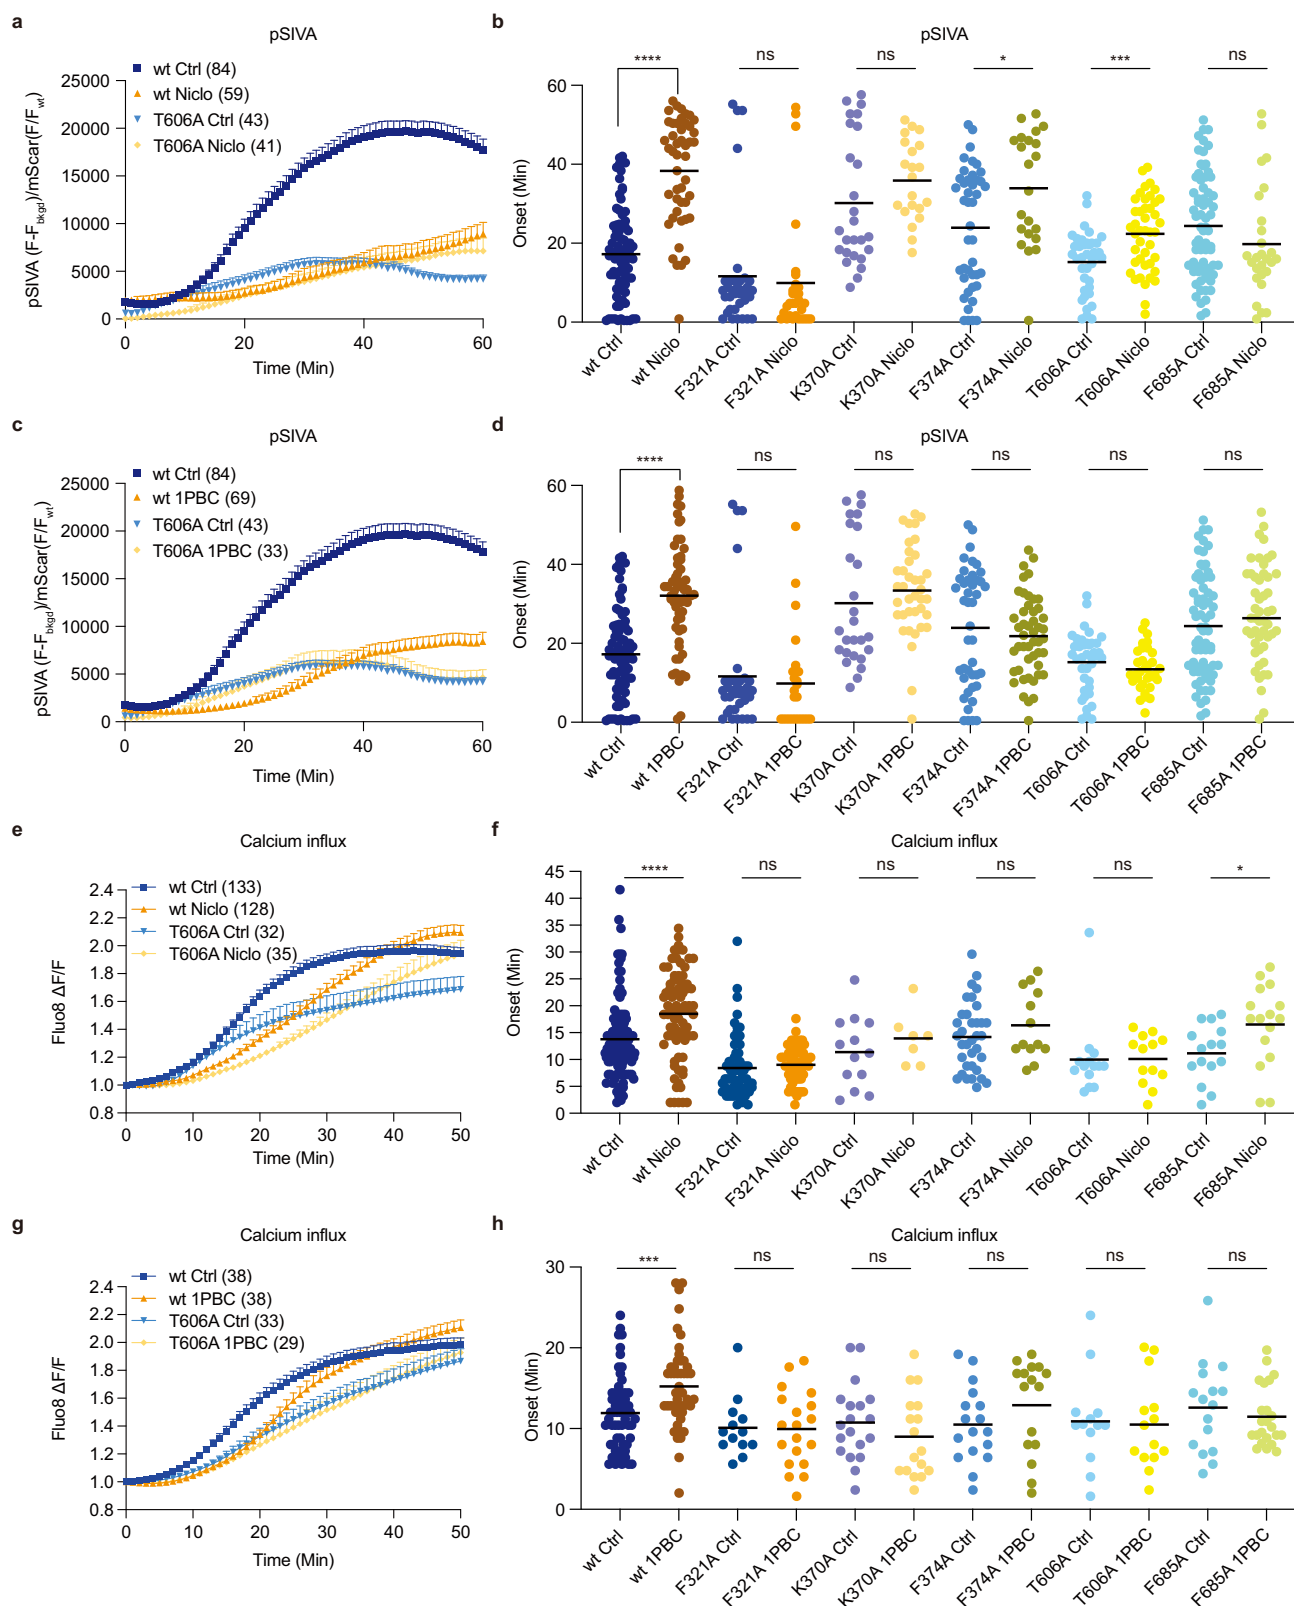 a
pSIVA
wt Ctrl (84)
wt Niclo (59)
T606A Ctrl (43)
T606A Niclo (41)
pSIVA (F-Fbkgd)/mScar(F/Fwt)
25000
20000
15000
10000
5000
0
0 20 40 60
Time (Min)
b
pSIVA
**** ns ns * *** ns
Onset (Min)
60
40
20
0
wt Ctrl
wt Niclo
F321A Ctrl
F321A Niclo
K370A Ctrl
K370A Niclo
F374A Ctrl
F374A Niclo
T606A Ctrl
T606A Niclo
F685A Ctrl
F685A Niclo
c
pSIVA
wt Ctrl (84)
wt 1PBC (69)
T606A Ctrl (43)
T606A 1PBC (33)
pSIVA (F-Fbkgd)/mScar(F/Fwt)
25000
20000
15000
10000
5000
0
0 20 40 60
Time (Min)
d
pSIVA
**** ns ns ns ns ns
Onset (Min)
60
40
20
0
wt Ctrl
wt 1PBC
F321A Ctrl
F321A 1PBC
K370A Ctrl
K370A 1PBC
F374A Ctrl
F374A 1PBC
T606A Ctrl
T606A 1PBC
F685A Ctrl
F685A 1PBC
e
Calcium influx
wt Ctrl (133)
wt Niclo (128)
T606A Ctrl (32)
T606A Niclo (35)
Fluo8 ΔF/F
2.4
2.2
2.0
1.8
1.6
1.4
1.2
1.0
0.8
0 10 20 30 40 50
Time (Min)
f
Calcium influx
**** ns ns ns ns *
Onset (Min)
45
40
35
30
25
20
15
10
5
0
wt Ctrl
wt Niclo
F321A Ctrl
F321A Niclo
K370A Ctrl
K370A Niclo
F374A Ctrl
F374A Niclo
T606A Ctrl
T606A Niclo
F685A Ctrl
F685A Niclo
g
Calcium influx
wt Ctrl (38)
wt 1PBC (38)
T606A Ctrl (33)
T606A 1PBC (29)
Fluo8 ΔF/F
2.4
2.2
2.0
1.8
1.6
1.4
1.2
1.0
0.8
0 10 20 30 40 50
Time (Min)
h
Calcium influx
*** ns ns ns ns ns
Onset (Min)
30
20
10
0
wt Ctrl
wt 1PBC
F321A Ctrl
F321A 1PBC
K370A Ctrl
K370A 1PBC
F374A Ctrl
F374A 1PBC
T606A Ctrl
T606A 1PBC
F685A Ctrl
F685A 1PBC